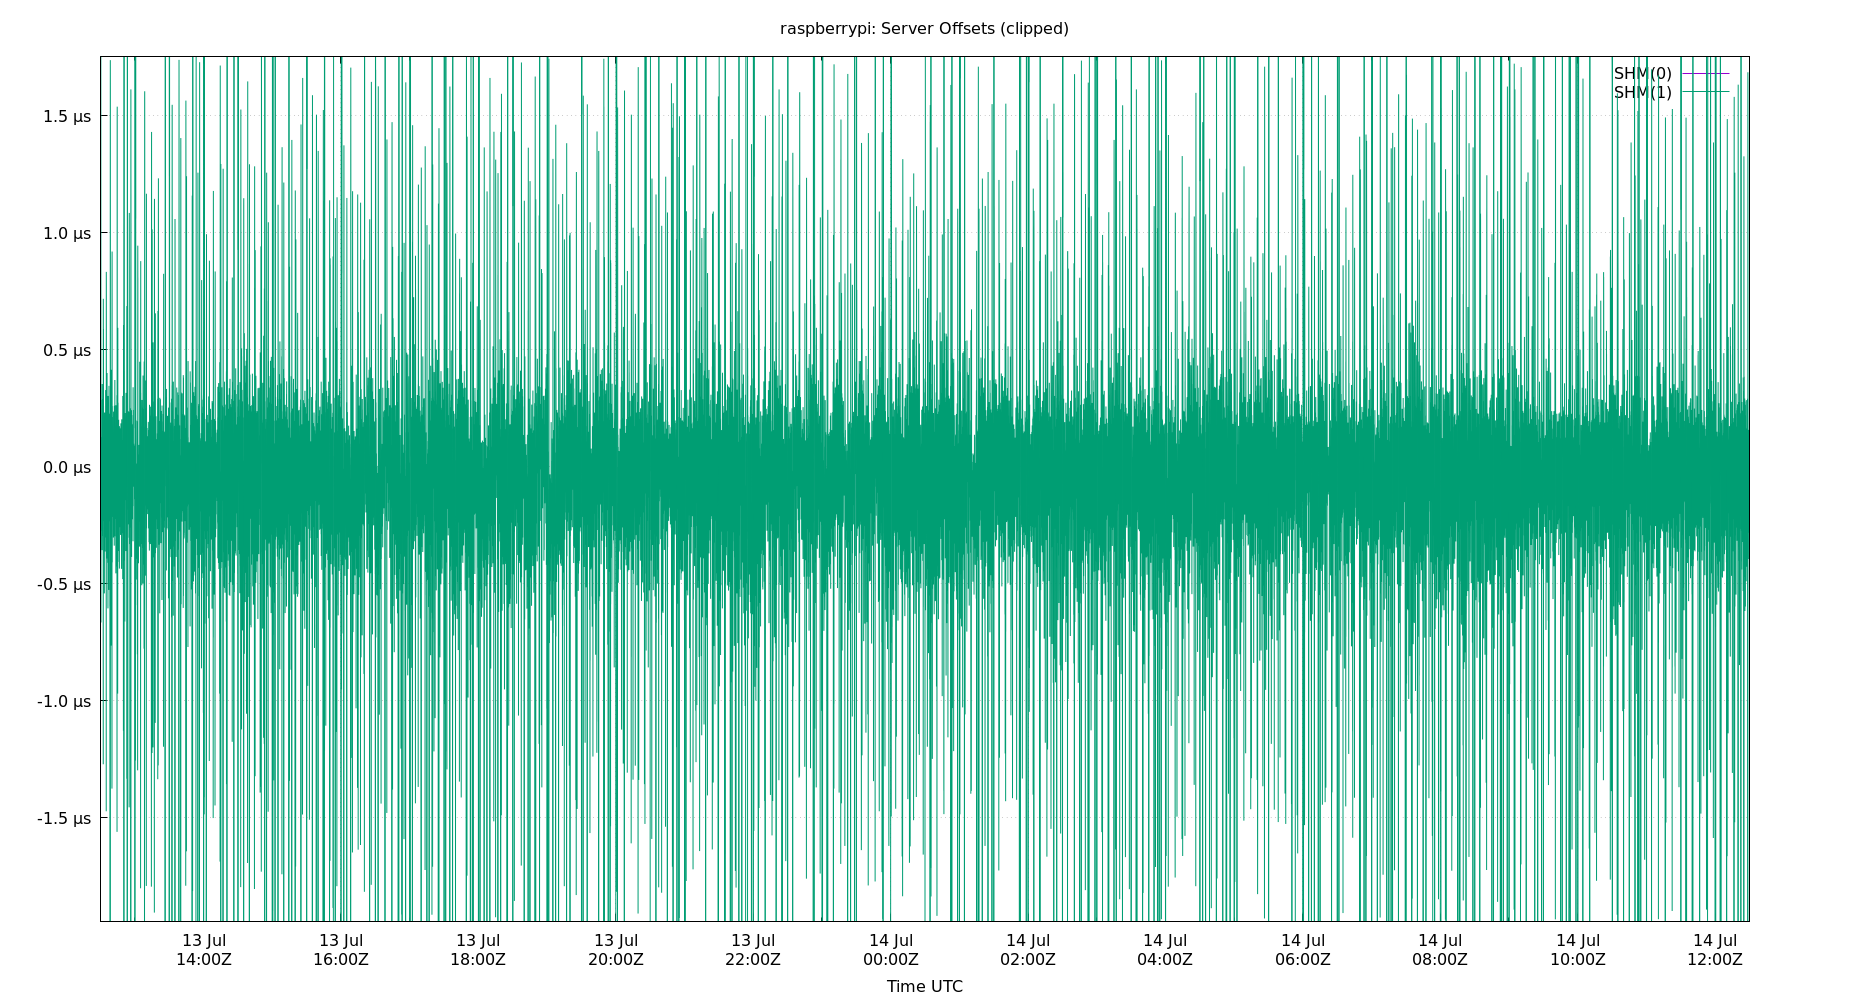 raspberrypi: Server Offsets (clipped)
SHM(0)
SHM(1)
1.5 µs
1.0 µs
0.5 µs
0.0 µs
-0.5 µs
-1.0 µs
-1.5 µs
13 Jul 13 Jul 13 Jul 13 Jul 13 Jul 14 Jul 14 Jul 14 Jul 14 Jul 14 Jul 14 Jul 14 Jul
14:00Z 16:00Z 18:00Z 20:00Z 22:00Z 00:00Z 02:00Z 04:00Z 06:00Z 08:00Z 10:00Z 12:00Z
Time UTC